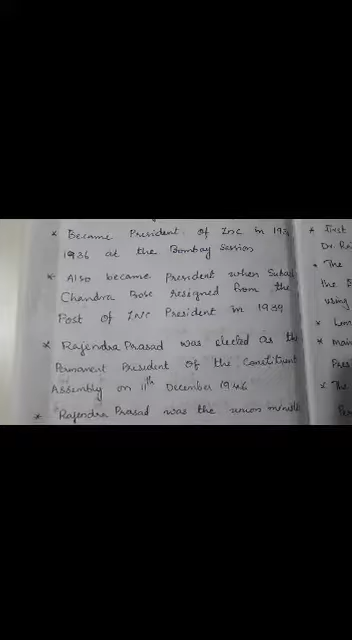 * Became President of INC in 193
1936 at the Bombay Session
* Also became President when Subas
Chandra Bose resigned from the
Post of INC President in 1939
* Rajendra Prasad was elected as the
Permanent President of the Constituent
Assembly on 11th December 1946
* Rajendra Prasad was the union minist
* First
Dr. Ra
* The
the
using
*
* main
Pres
* The
Per